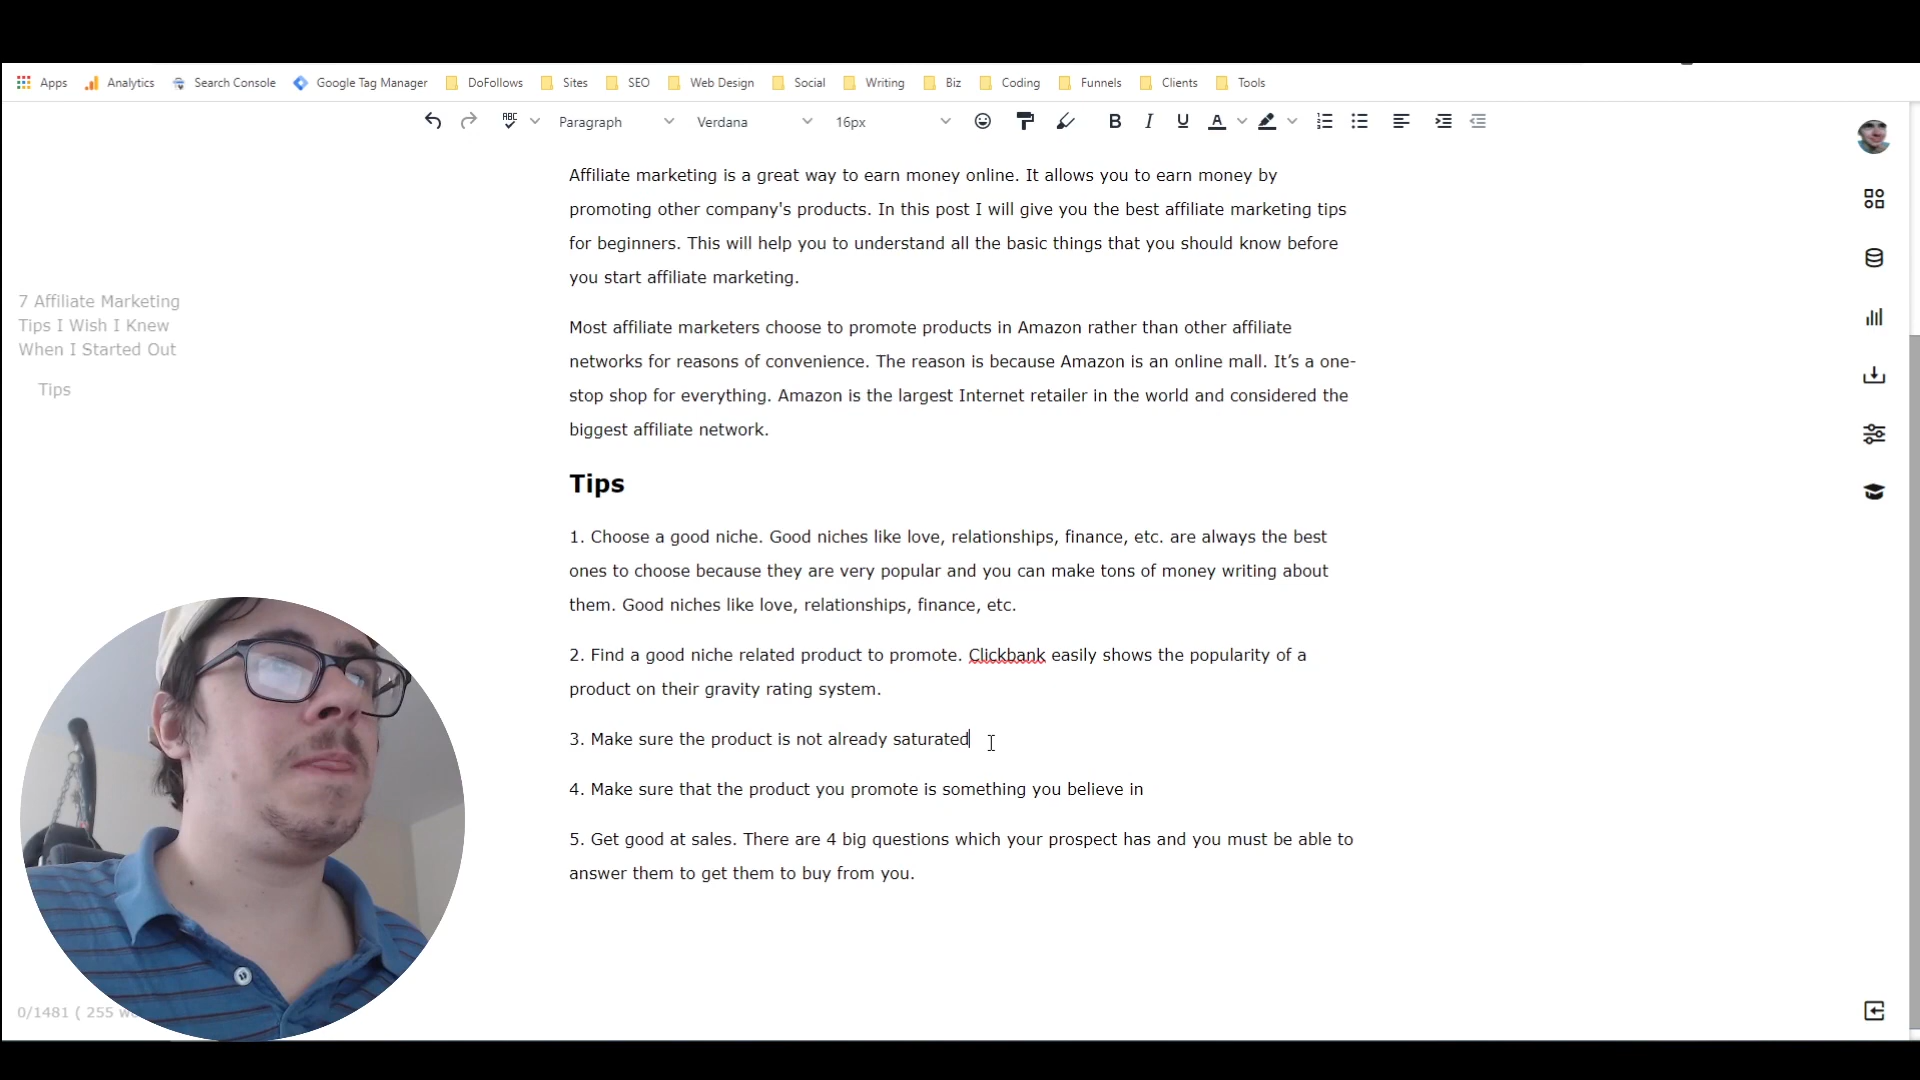 Apps Analytics Search Console Google Tag Manager DoFollows Sites SEO Web Design Social Writing Biz Coding Funnels Clients Tools
ABC Paragraph Verdana 16px B I U A
Affiliate marketing is a great way to earn money online. It allows you to earn money by
promoting other company's products. In this post I will give you the best affiliate marketing tips
for beginners. This will help you to understand all the basic things that you should know before
you start affiliate marketing.
7 Affiliate Marketing
Tips I Wish I Knew
When I Started Out
Tips
Most affiliate marketers choose to promote products in Amazon rather than other affiliate
networks for reasons of convenience. The reason is because Amazon is an online mall. It’s a one-
stop shop for everything. Amazon is the largest Internet retailer in the world and considered the
biggest affiliate network.
Tips
1. Choose a good niche. Good niches like love, relationships, finance, etc. are always the best
ones to choose because they are very popular and you can make tons of money writing about
them. Good niches like love, relationships, finance, etc.
2. Find a good niche related product to promote. Clickbank easily shows the popularity of a
product on their gravity rating system.
3. Make sure the product is not already saturated
4. Make sure that the product you promote is something you believe in
5. Get good at sales. There are 4 big questions which your prospect has and you must be able to
answer them to get them to buy from you.
0/1481 ( 255